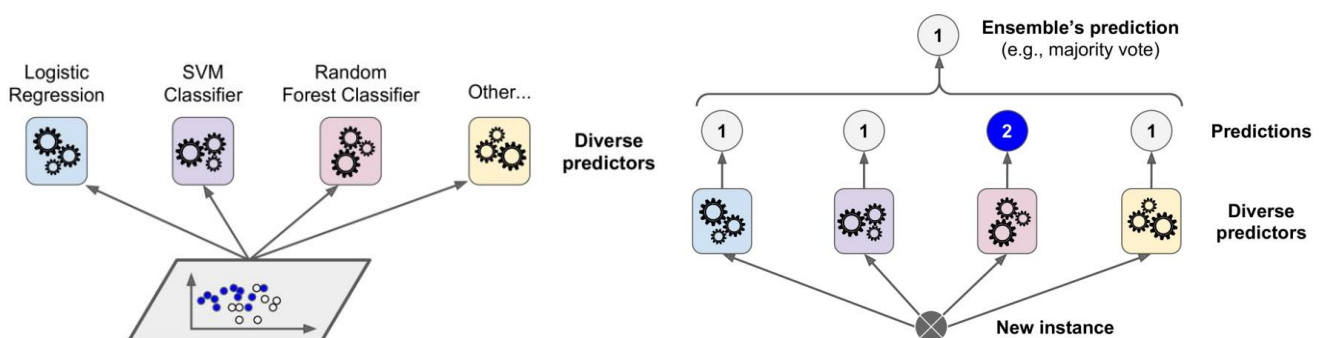 Logistic
Regression
SVM
Classifier
Random
Forest Classifier
Other...
Diverse
predictors
1
Ensemble's prediction
(e.g., majority vote)
1
1
2
1
Predictions
Diverse
predictors
New instance